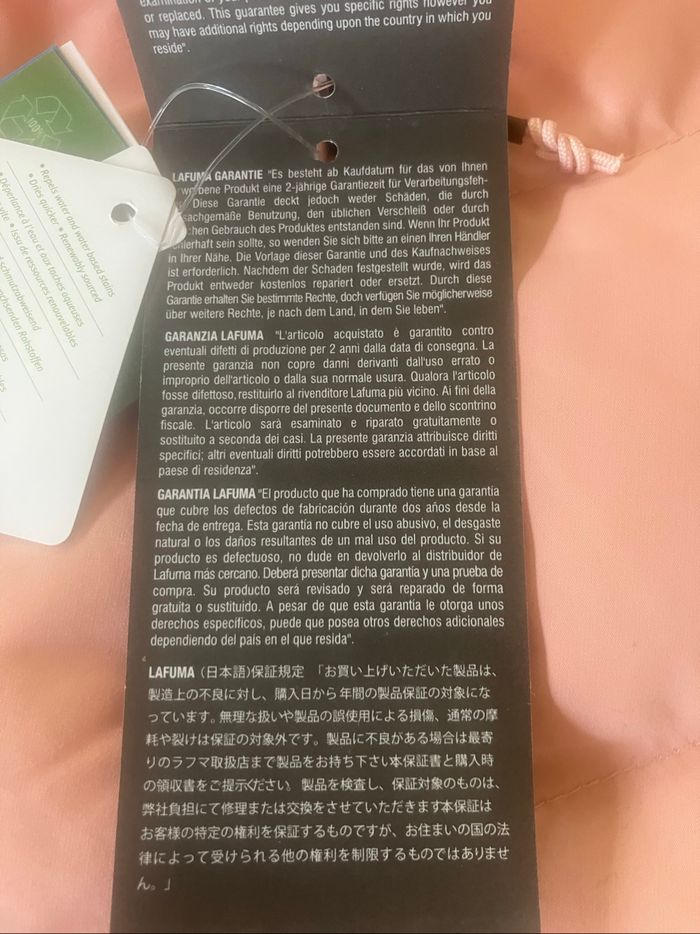 or replaced. This guarantee gives you specific rights however you
may have additional rights depending upon the country in which you
reside".
LAFUMA GARANTIE "Es besteht ab Kaufdatum für das von Ihnen
Produkt eine 2-jährige Garantiezeit für Verarbeitungsfeh-
Diese Garantie deckt jedoch weder Schäden, die durch
Benutzung, den üblichen Verschleiß oder durch
Gebrauch des Produktes entstanden sind. Wenn Ihr Produkt
sein sollte, so wenden Sie sich bitte an einen Ihren Händler
in Ihrer Nähe. Die Vorlage dieser Garantie und des Kaufnachweises
ist erforderlich. Nachdem der Schaden festgestellt wurde, wird das
Produkt entweder kostenlos repariert oder ersetzt. Durch diese
Garantie erhalten Sie bestimmte Rechte, doch verfügen Sie möglicherweise
über weitere Rechte, je nach dem Land, in dem Sie leben".
GARANZIA LAFUMA "L'articolo acquistato è garantito contro
eventuali difetti di produzione per 2 anni dalla data di consegna. La
presente garanzia non copre danni derivanti dall'uso errato o
improprio dell'articolo o dalla sua normale usura. Qualora l'articolo
fosse difettoso, restituirlo al rivenditore Lafuma più vicino. Ai fini della
garanzia, occorre disporre del presente documento e dello scontrino
fiscale. L'articolo sarà esaminato e riparato gratuitamente o
sostituito a seconda dei casi. La presente garanzia attribuisce diritti
specifici; altri eventuali diritti potrebbero essere accordati in base al
paese di residenza".
GARANTIA LAFUMA "El producto que ha comprado tiene una garantía
que cubre los defectos de fabricación durante dos años desde la
fecha de entrega. Esta garantía no cubre el uso abusivo, el desgaste
natural o los daños resultantes de un mal uso del producto. Si su
producto es defectuoso, no dude en devolverlo al distribuidor de
Lafuma más cercano. Deberá presentar dicha garantía y una prueba de
compra. Su producto será revisado y será reparado de forma
gratuita o sustituido. A pesar de que esta garantía le otorga unos
derechos específicos, puede que posea otros derechos adicionales
dependiendo del país en el que resida".
LAFUMA (日本語)保証規定 「お買い上げいただいた製品は、
製造上の不良に対し、購入日から 年間の製品保証の対象にな
っています。無理な扱いや製品の誤使用による損傷、通常の摩
耗や裂けは保証の対象外です。製品に不良がある場合は最寄
りのラフマ取扱店まで製品をお持ち下さい本保証書と購入時
の領収書をご提示ください。 製品を検査し、保証対象のものは、
弊社負担にて修理または交換をさせていただきます本保証は
お客様の特定の権利を保証するものですが、お住まいの国の法
律によって受けられる他の権利を制限するものではありませ
ん。」
100%
• Repels water and water based stains
• Dries quicker • Renewably sourced
• Déperlance à l'eau et aux taches aqueuses
• Issu de ressources renouvelables